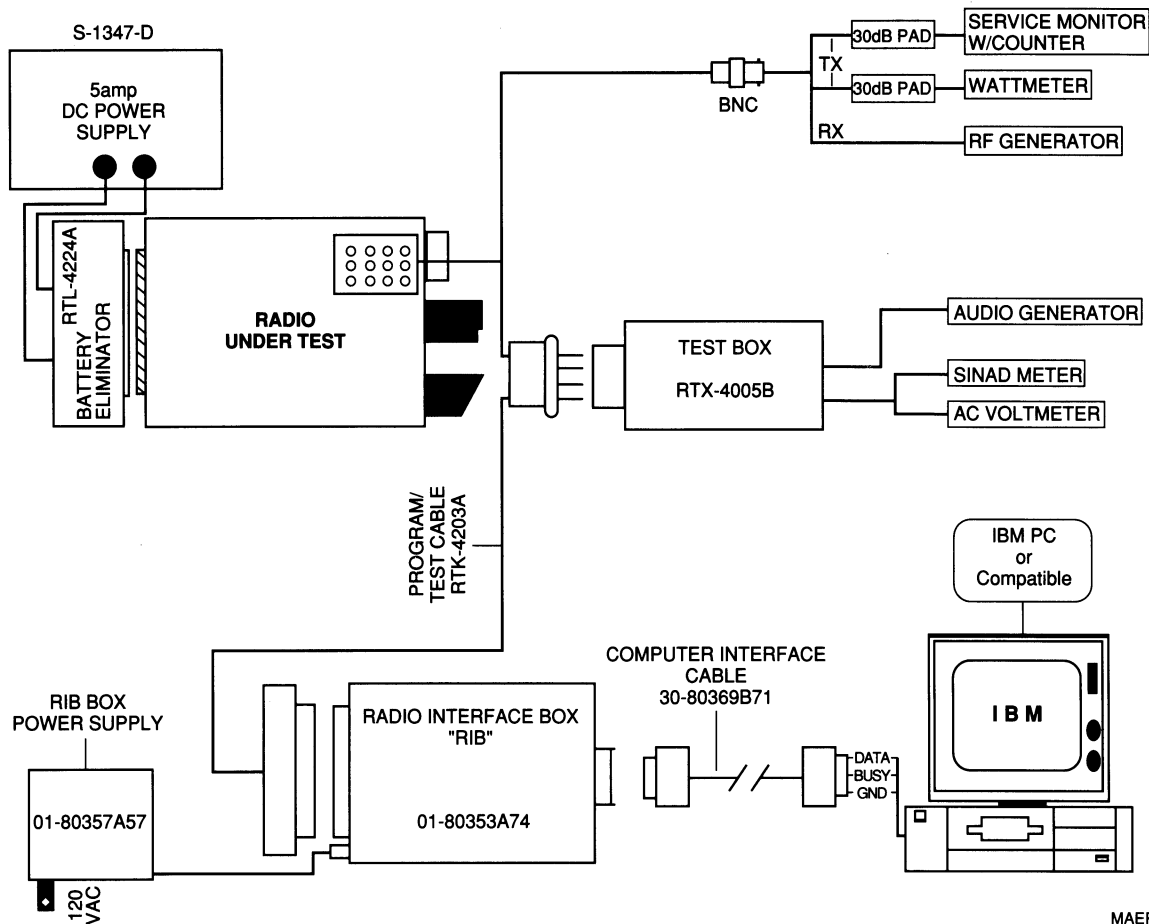 S-1347-D
5amp
DC POWER
SUPPLY
BATTERY RTL-4224A
ELIMINATOR
RADIO
UNDER TEST
BNC
30dB PAD
TX
30dB PAD
RX
SERVICE MONITOR
W/COUNTER
WATTMETER
RF GENERATOR
TEST BOX
RTX-4005B
AUDIO GENERATOR
SINAD METER
AC VOLTMETER
PROGRAM/
TEST CABLE
RTK-4203A
IBM PC
or
Compatible
COMPUTER INTERFACE
CABLE
30-80369B71
RIB BOX
POWER SUPPLY
01-80357A57
120
VAC
RADIO INTERFACE BOX
"RIB"
01-80353A74
DATA
BUSY
GND
IBM